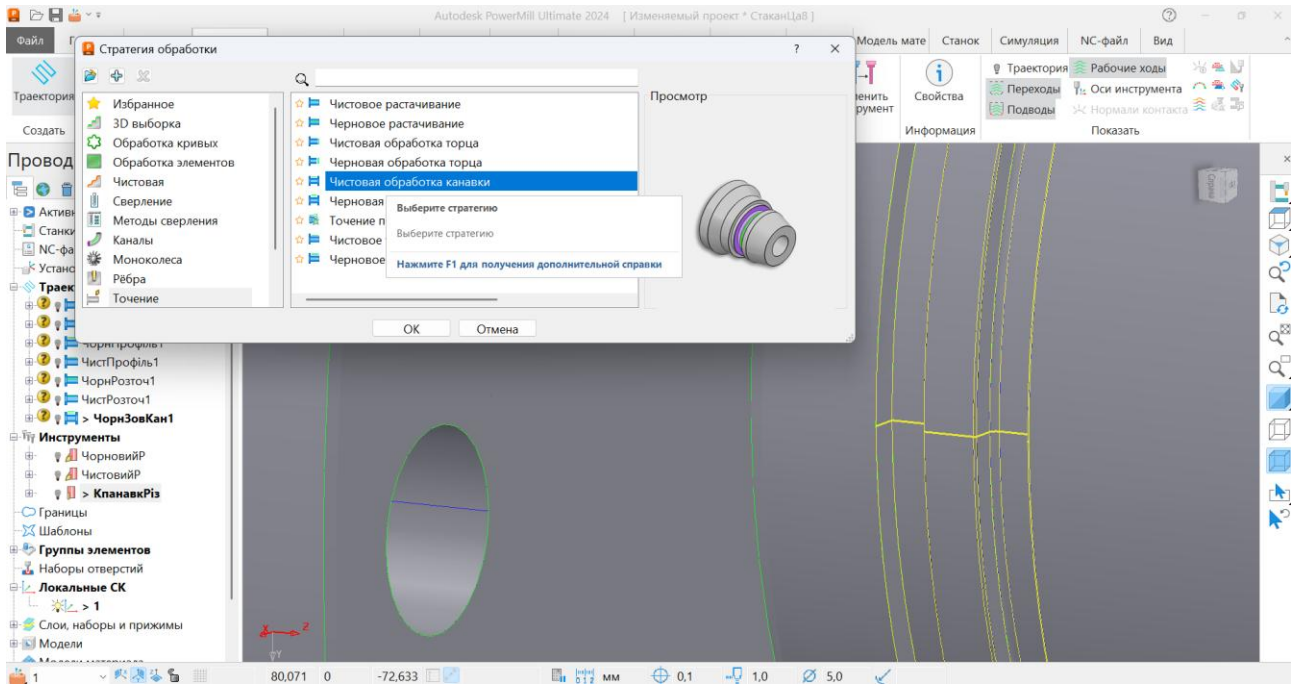 Autodesk PowerMill Ultimate 2024 [ Изменяемый проект * СтаканЦа8 ]
Файл
Модель мате Станок Симуляция NC-файл Вид
Стратегия обработки
Избранное
3D выборка
Обработка кривых
Обработка элементов
Чистовая
Сверление
Методы сверления
Каналы
Моноколеса
Рёбра
Точение
Чистовое растачивание
Черновое растачивание
Чистовая обработка торца
Черновая обработка торца
Чистовая обработка канавки
Черновая
Точение п
Чистовое
Черновое
Выберите стратегию
Выберите стратегию
Нажмите F1 для получения дополнительной справки
Просмотр
ОК Отмена
Траектория
Создать
Свойства
Информация
Траектория
Переходы
Подводы
Рабочие ходы
Оси инструмента
Нормали контакта
Показать
Провод
Активн
Станки
NC-фа
Устано
Траек
ЧорнПрофіль1
ЧистПрофіль1
ЧорнРозточ1
ЧистРозточ1
> ЧорнЗовКан1
Инструменты
ЧорновийР
ЧистовийР
> КпанавкРіз
Границы
Шаблоны
Группы элементов
Наборы отверстий
Локальные СК
> 1
Слои, наборы и прижимы
Модели
Z
1 80,071 0 -72,633 мм 0,1 1,0 5,0